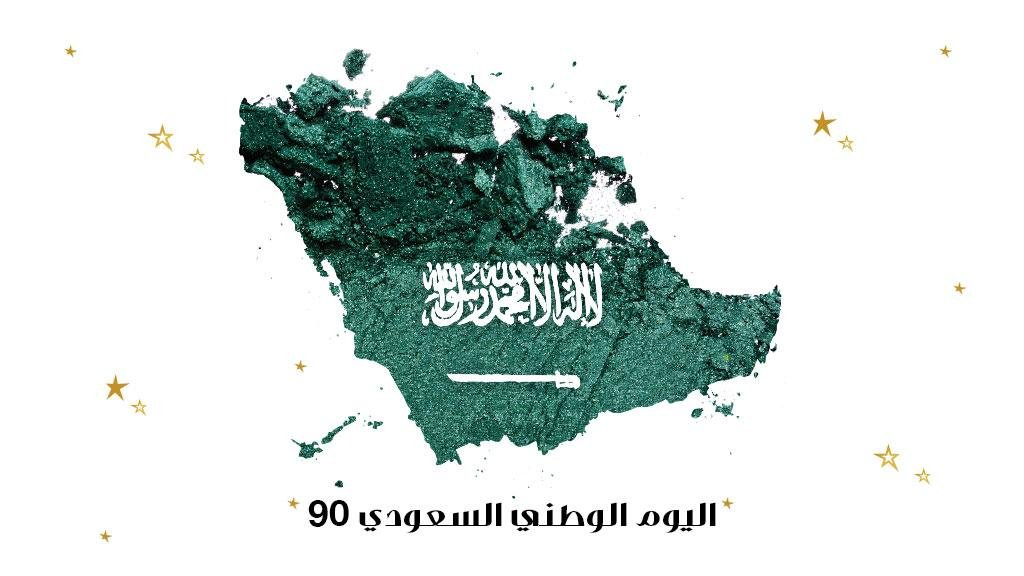 لا إله إلا الله محمد رسول الله
اليوم الوطني السعودي 90